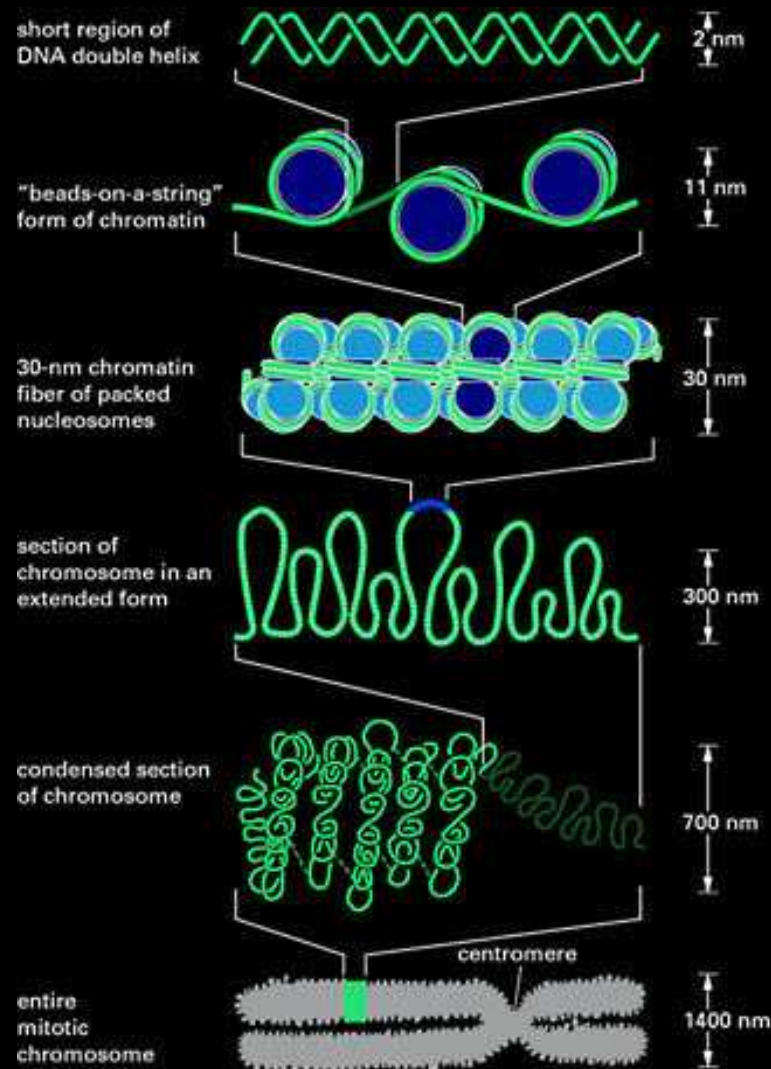 short region of
DNA double helix
2 nm
"beads-on-a-string"
form of chromatin
11 nm
30-nm chromatin
fiber of packed
nucleosomes
30 nm
section of
chromosome in an
extended form
300 nm
condensed section
of chromosome
700 nm
centromere
entire
mitotic
chromosome
1400 nm